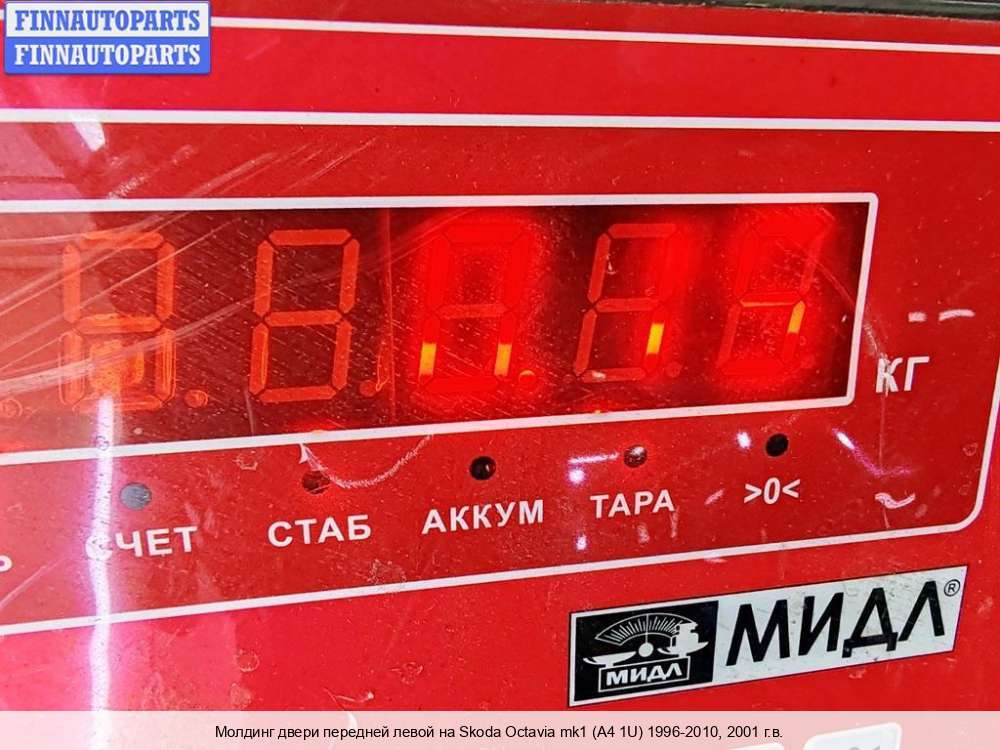 FINNAUTOPARTS
FINNAUTOPARTS
КГ
СЧЕТ СТАБ АККУМ ТАРА >0<
МИДЛ®
МИДЛ
Молдинг двери передней левой на Skoda Octavia mk1 (A4 1U) 1996-2010, 2001 г.в.